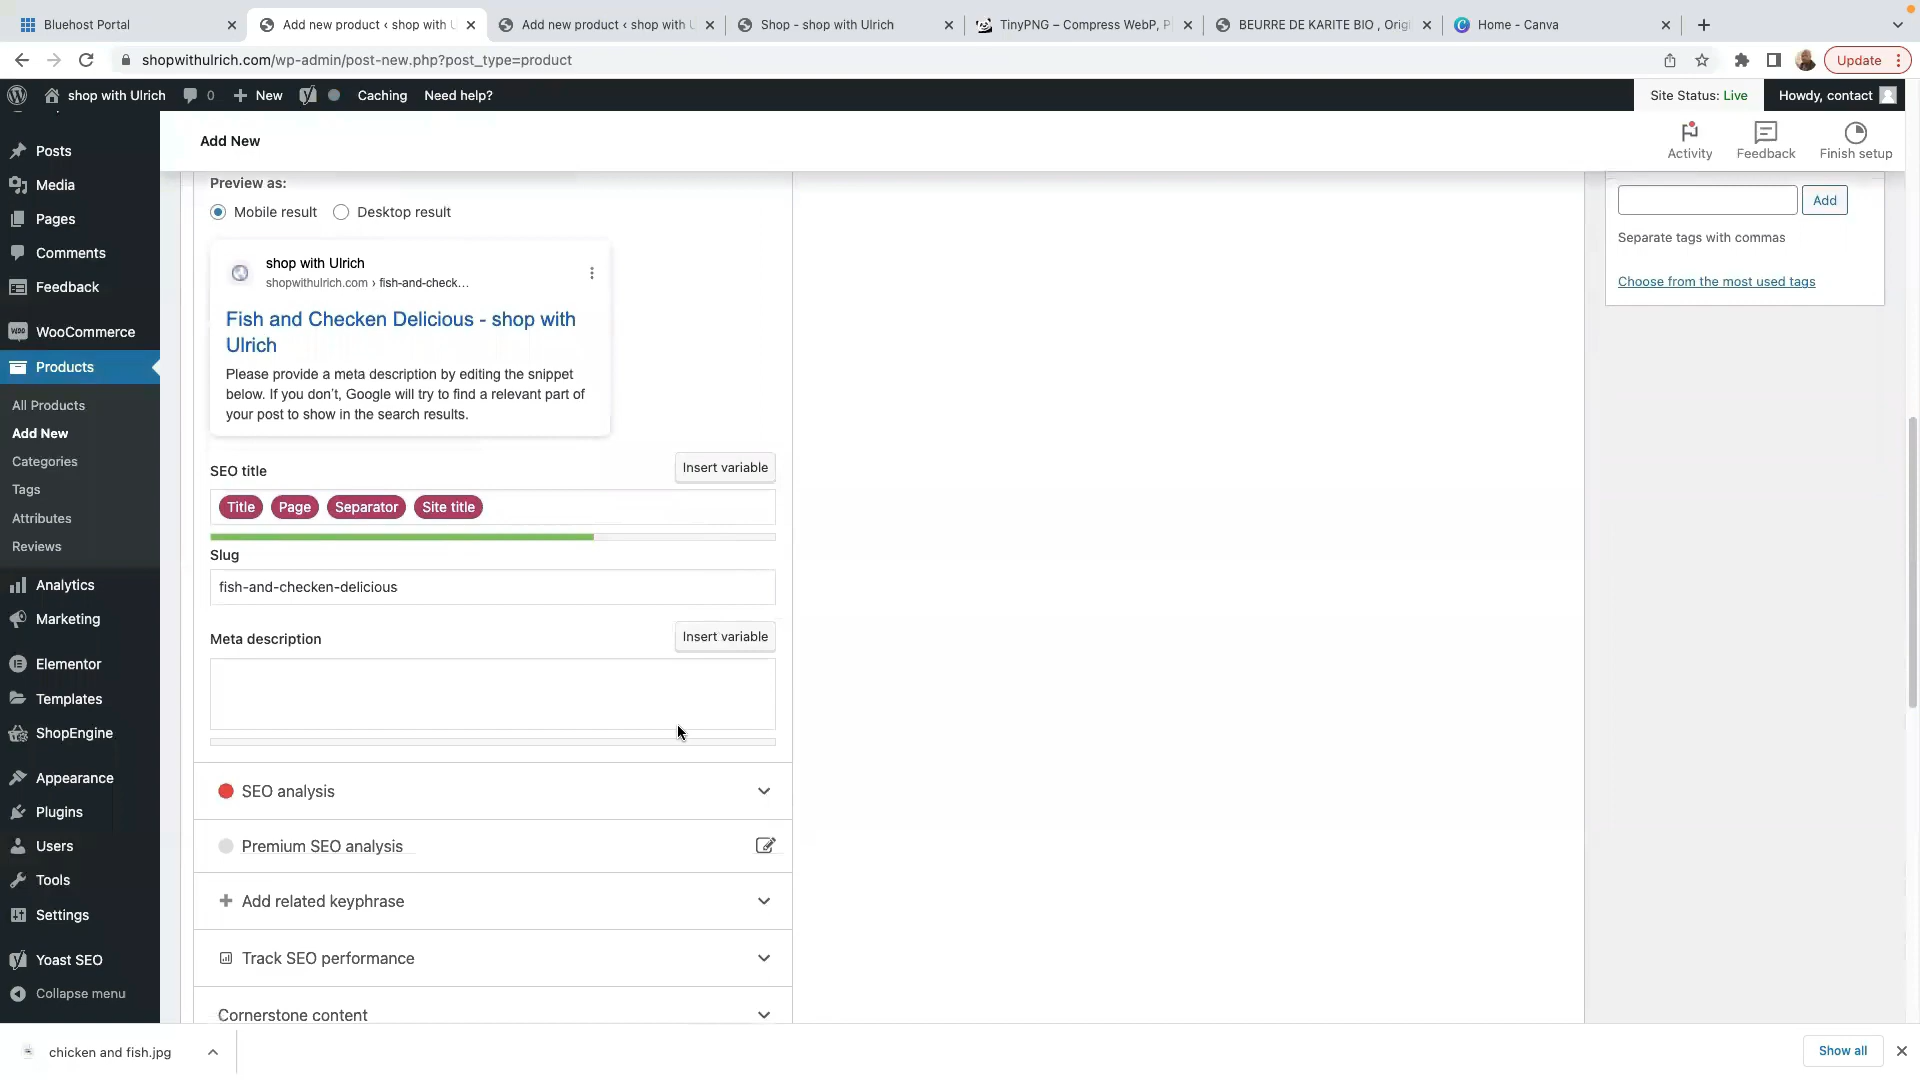 Bluehost Portal
Add new product ‹ shop with U
Add new product ‹ shop with U
Shop - shop with Ulrich
TinyPNG – Compress WebP, P
BEURRE DE KARITE BIO , Orig
Home - Canva
shopwithulrich.com/wp-admin/post-new.php?post_type=product
Update
shop with Ulrich
0
New
Caching
Need help?
Site Status: Live
Howdy, contact
Add New
Activity
Feedback
Finish setup
Posts
Media
Pages
Comments
Feedback
WooCommerce
Products
All Products
Add New
Categories
Tags
Attributes
Reviews
Analytics
Marketing
Elementor
Templates
ShopEngine
Appearance
Plugins
Users
Tools
Settings
Yoast SEO
Collapse menu
Preview as:
Mobile result
Desktop result
shop with Ulrich
shopwithulrich.com › fish-and-check…
Fish and Checken Delicious - shop with
Ulrich
Please provide a meta description by editing the snippet
below. If you don’t, Google will try to find a relevant part of
your post to show in the search results.
SEO title
Insert variable
Title
Page
Separator
Site title
Slug
fish-and-checken-delicious
Meta description
Insert variable
SEO analysis
Premium SEO analysis
Add related keyphrase
Track SEO performance
Cornerstone content
Add
Separate tags with commas
Choose from the most used tags
chicken and fish.jpg
Show all